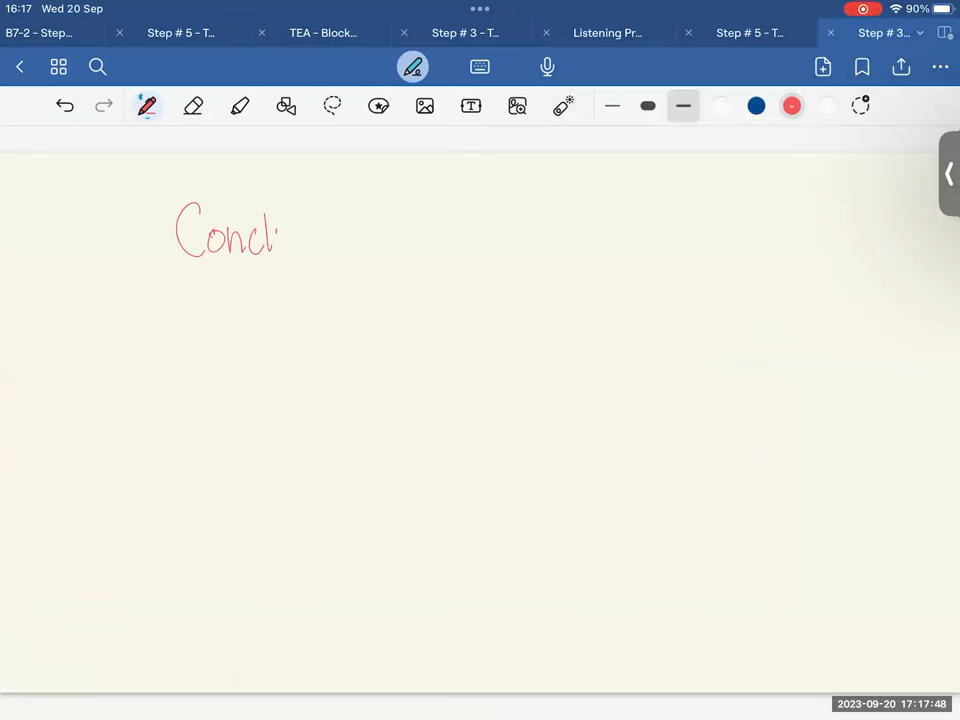 16:17 Wed 20 Sep 90%
B7-2 - Step... Step # 5 - T... TEA - Block... Step # 3 - T... Listening Pr... Step # 5 - T... Step # 3...
Concl
2023-09-20 17:17:48